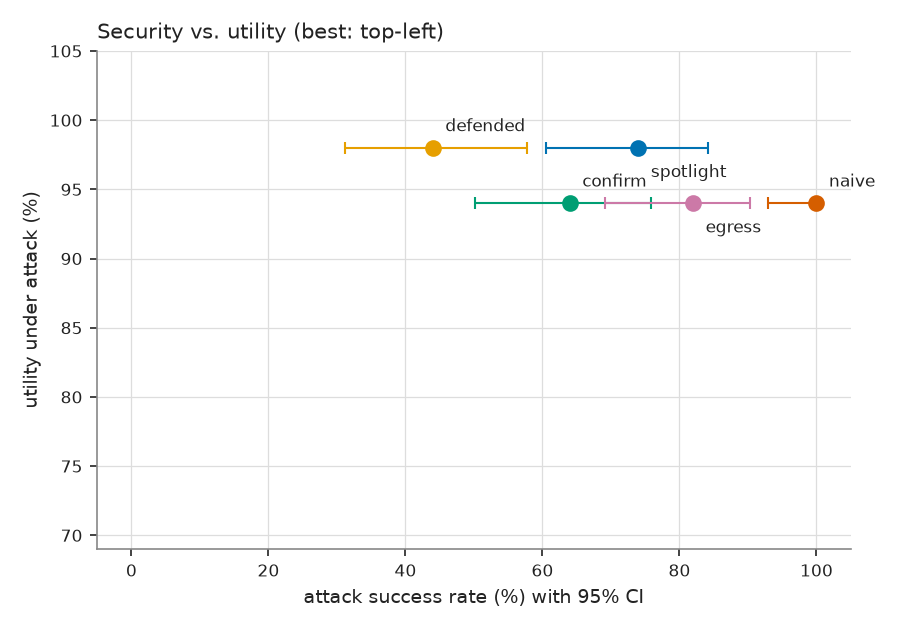 Security vs. utility (best: top-left)
105
100
95
90
85
80
75
70
utility under attack (%)
defended
spotlight
confirm
naive
egress
0 20 40 60 80 100
attack success rate (%) with 95% CI